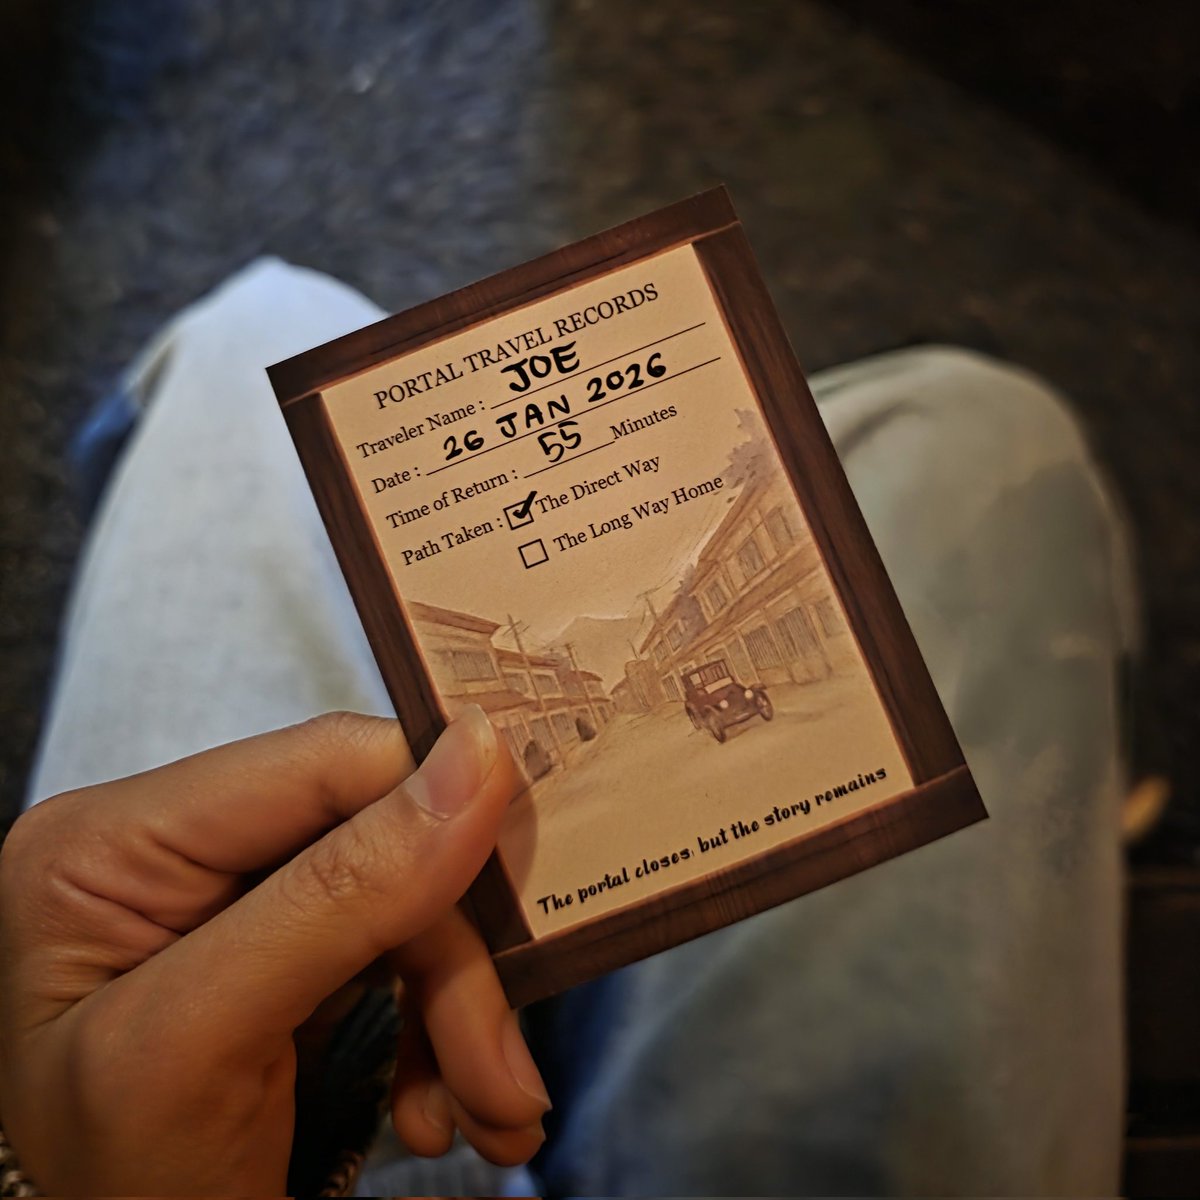 PORTAL TRAVEL RECORDS
Traveler Name : JOE
Date : 26 JAN 2026
Time of Return : 55 Minutes
Path Taken : ☑ The Direct Way
☐ The Long Way Home
The portal closes, but the story remains